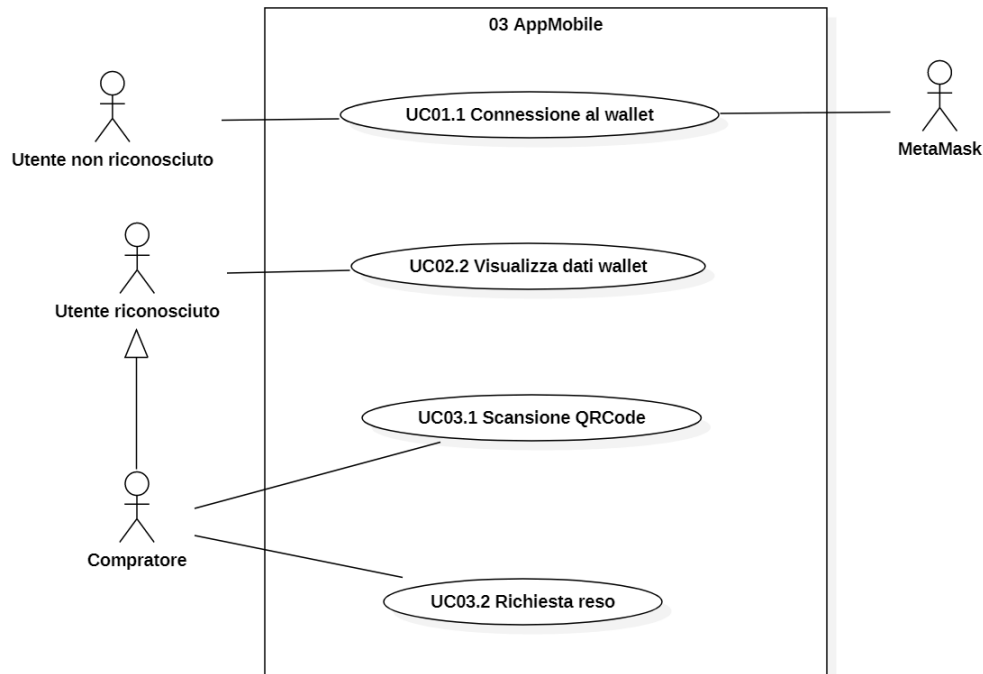 03 AppMobile
UC01.1 Connessione al wallet
Utente non riconosciuto
MetaMask
UC02.2 Visualizza dati wallet
Utente riconosciuto
UC03.1 Scansione QRCode
Compratore
UC03.2 Richiesta reso